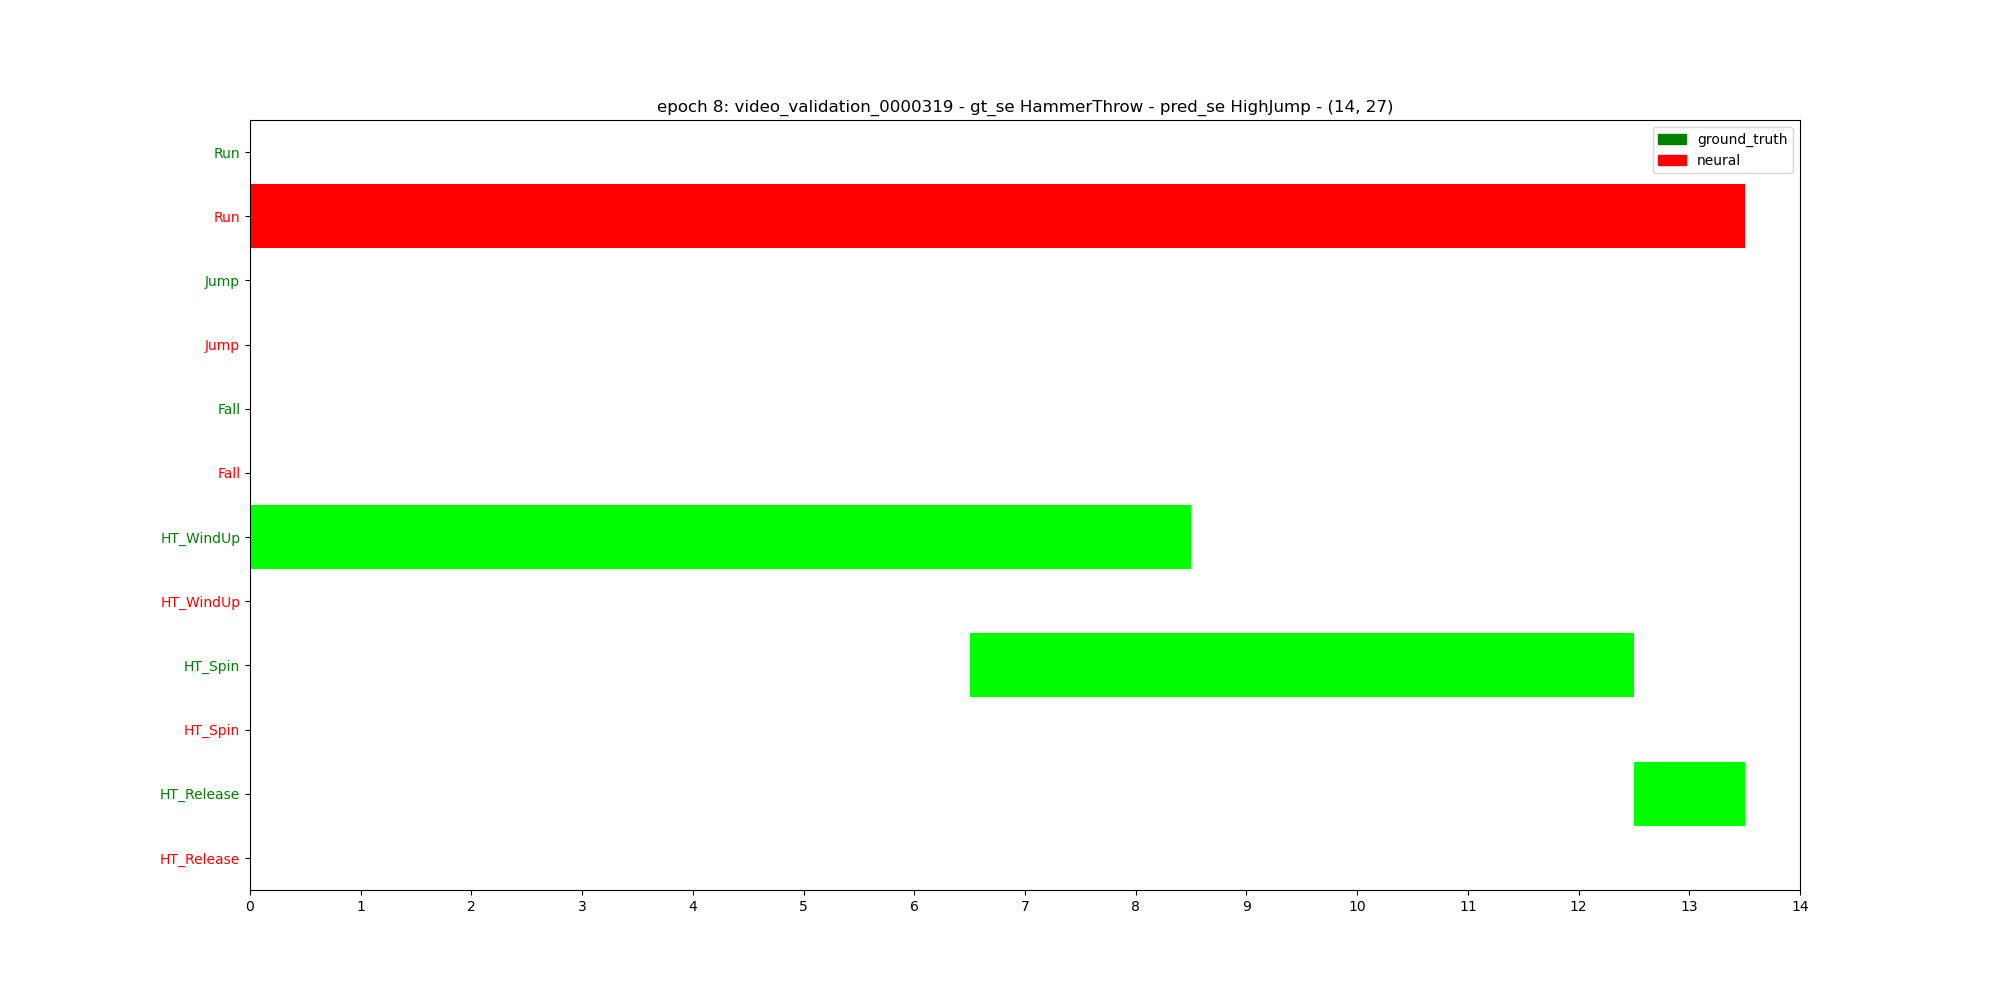 epoch 8: video_validation_0000319 - gt_se HammerThrow - pred_se HighJump - (14, 27)
ground_truth
neural
Run
Run
Jump
Jump
Fall
Fall
HT_WindUp
HT_WindUp
HT_Spin
HT_Spin
HT_Release
HT_Release
0 1 2 3 4 5 6 7 8 9 10 11 12 13 14